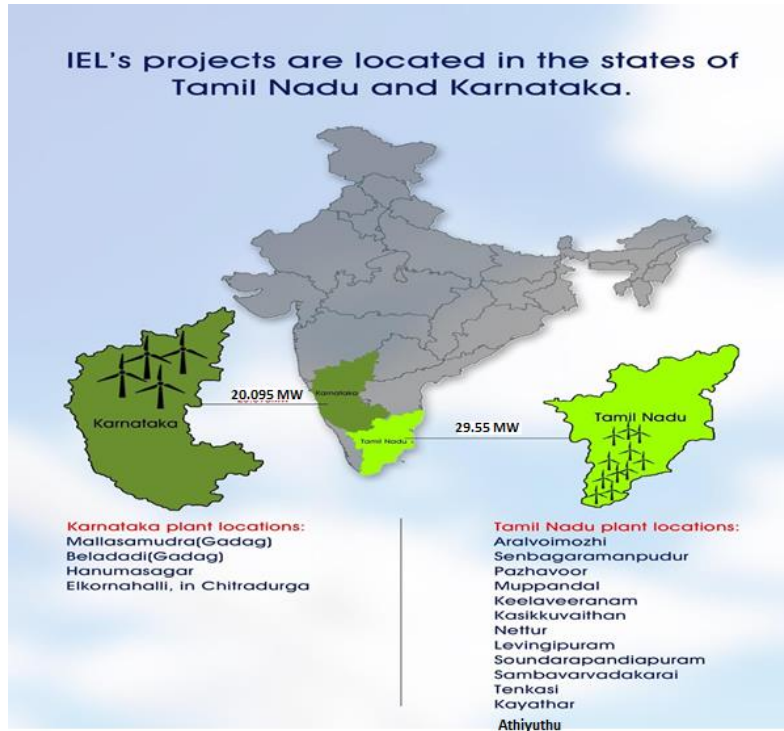 IEL's projects are located in the states of
Tamil Nadu and Karnataka.
Karnataka
20.095 MW
Karnataka
Tamil Nadu
29.55 MW
Tamil Nadu
Karnataka plant locations:
Mallasamudra(Gadag)
Beladadi(Gadag)
Hanumasagar
Elkornahalli, in Chitradurga
Tamil Nadu plant locations:
Aralvoimozhi
Senbagaramanpudur
Pazhavoor
Muppandal
Keelaveeranam
Kasikkuvaithan
Nettur
Levingipuram
Soundarapandiapuram
Sambavarvadakarai
Tenkasi
Kayathar
Athiyuthu